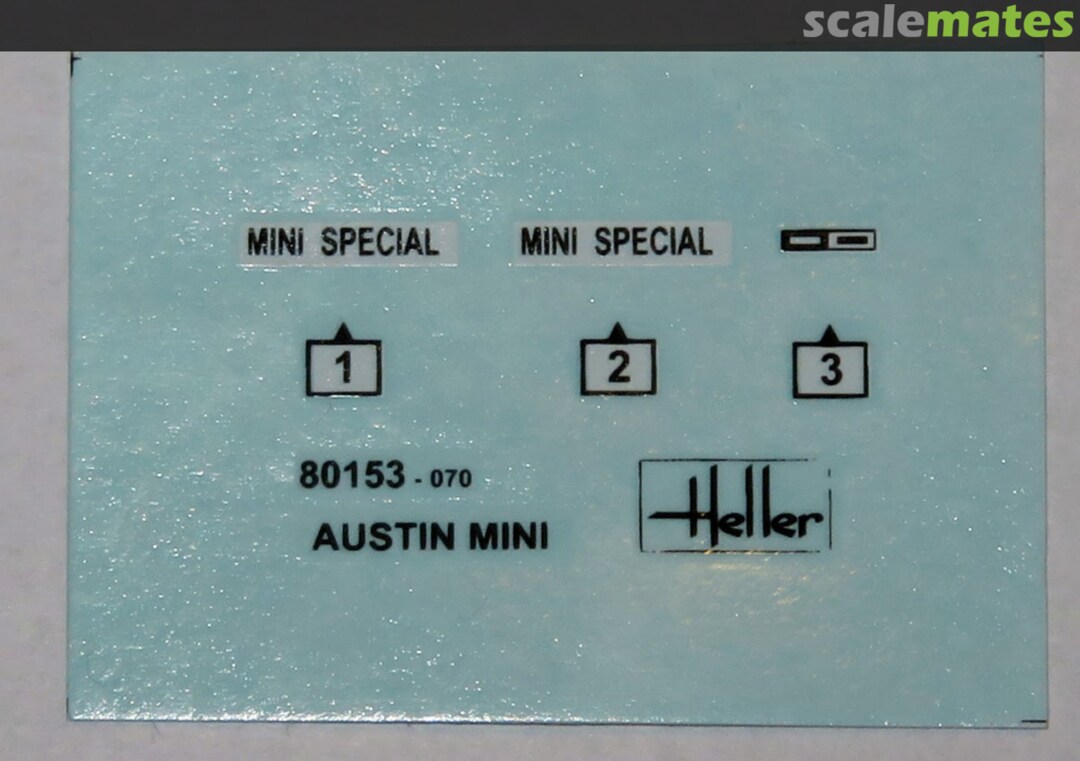 scalemates
MINI SPECIAL MINI SPECIAL
1 2 3
80153 - 070
AUSTIN MINI
Heller